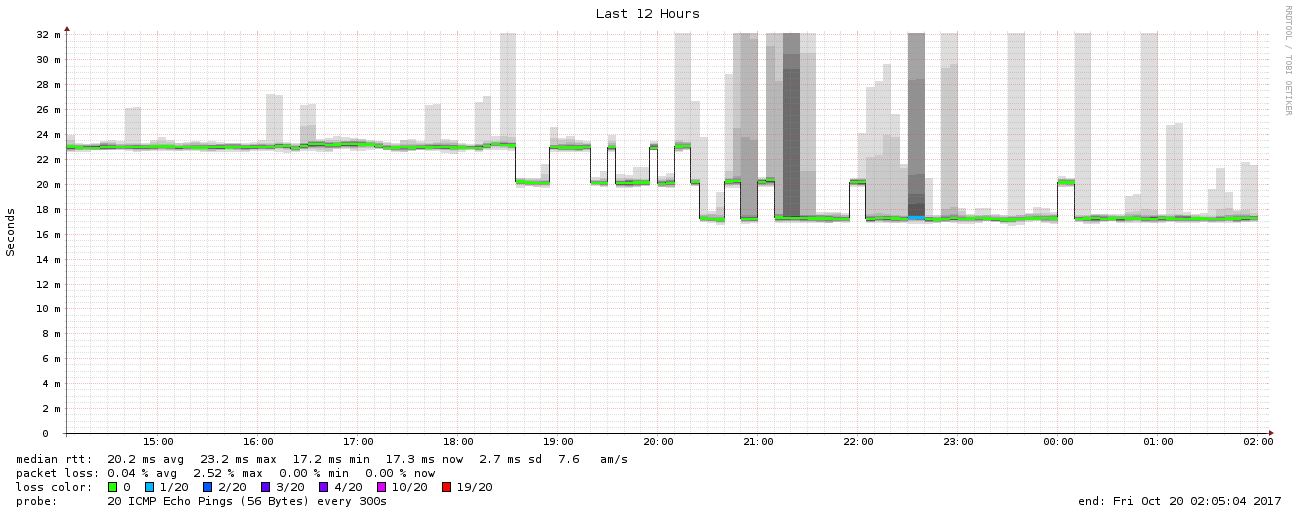 Last 12 Hours
RRDTOOL / TOBI OETIKER
Seconds
32 m
30 m
28 m
26 m
24 m
22 m
20 m
18 m
16 m
14 m
12 m
10 m
8 m
6 m
4 m
2 m
0
15:00 16:00 17:00 18:00 19:00 20:00 21:00 22:00 23:00 00:00 01:00 02:00
median rtt: 20.2 ms avg 23.2 ms max 17.2 ms min 17.3 ms now 2.7 ms sd 7.6 am/s
packet loss: 0.04 % avg 2.52 % max 0.00 % min 0.00 % now
loss color: 0 1/20 2/20 3/20 4/20 10/20 19/20
probe: 20 ICMP Echo Pings (56 Bytes) every 300s end: Fri Oct 20 02:05:04 2017